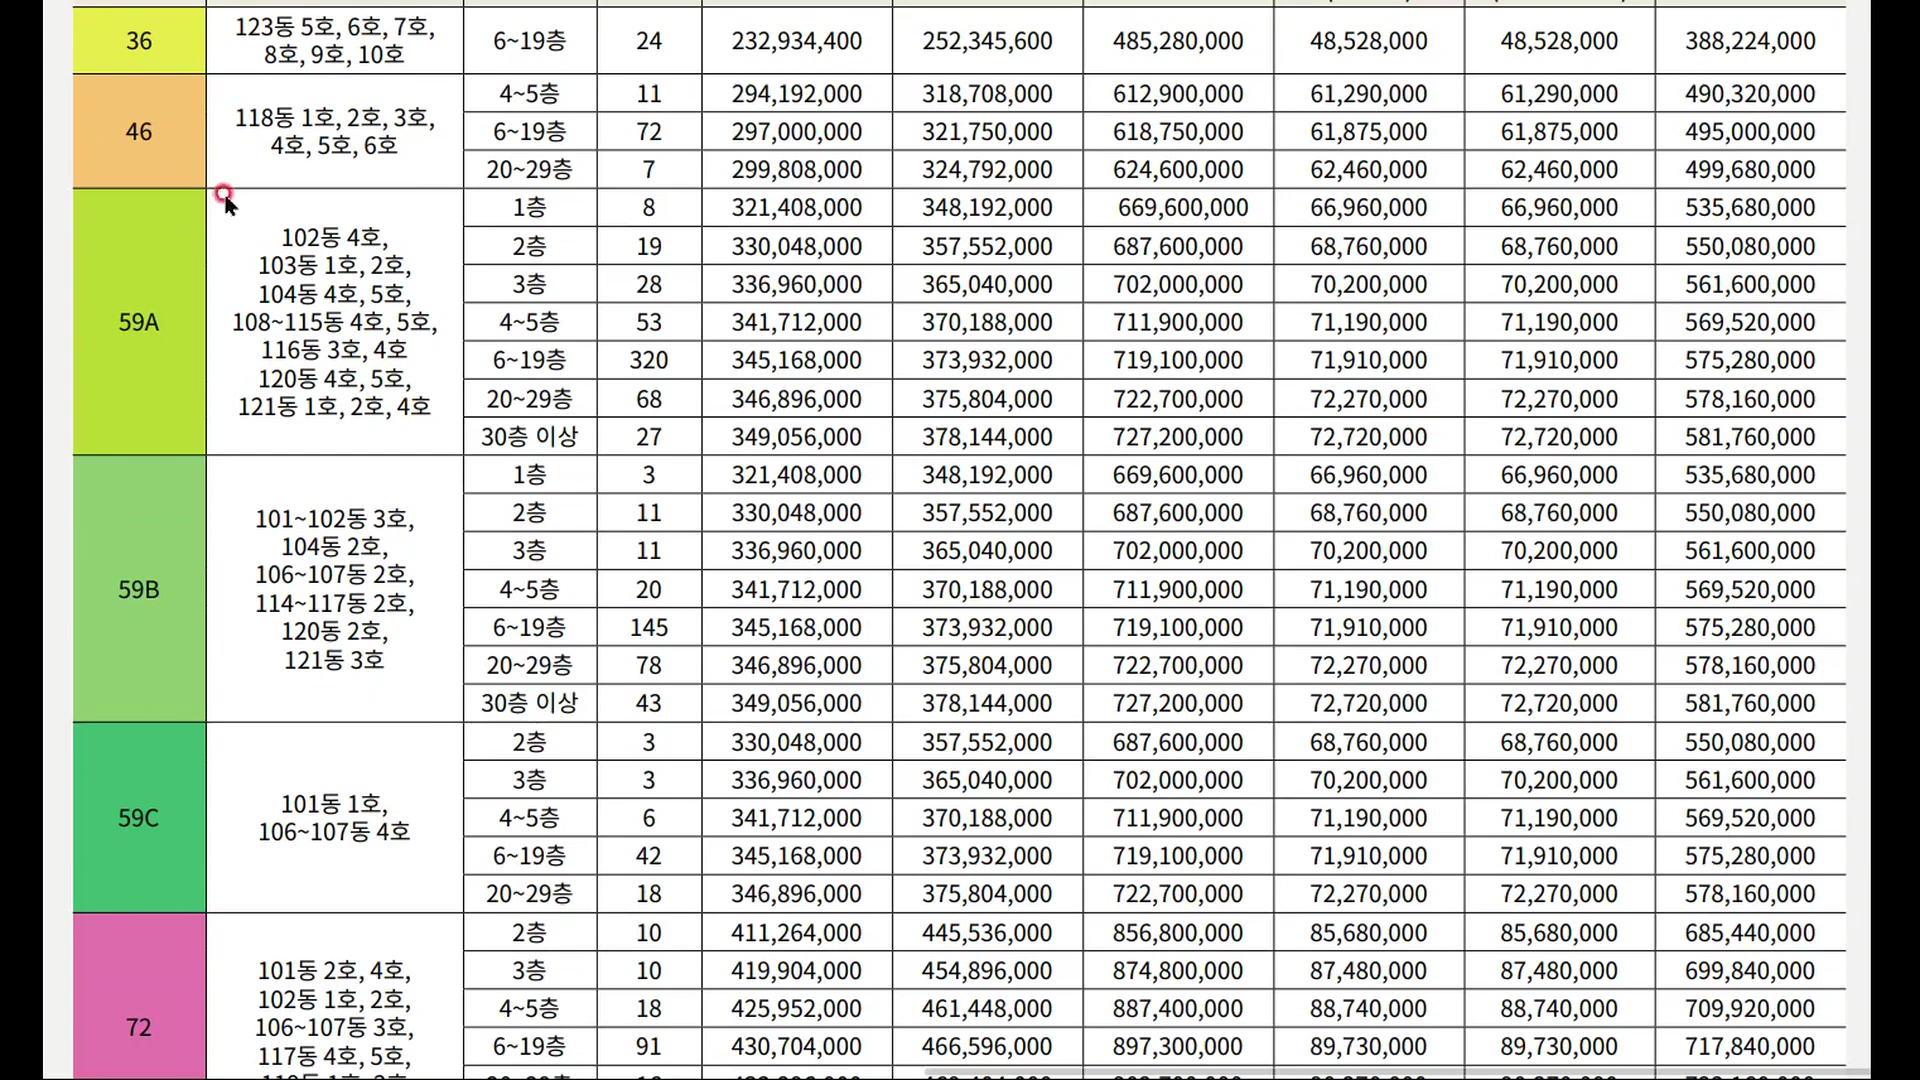 36 123동 5호, 6호, 7호, 6~19층 24 232,934,400 252,345,600 485,280,000 48,528,000 48,528,000 388,224,000
8호, 9호, 10호
46 118동 1호, 2호, 3호, 4~5층 11 294,192,000 318,708,000 612,900,000 61,290,000 61,290,000 490,320,000
4호, 5호, 6호 6~19층 72 297,000,000 321,750,000 618,750,000 61,875,000 61,875,000 495,000,000
20~29층 7 299,808,000 324,792,000 624,600,000 62,460,000 62,460,000 499,680,000
59A
102동 4호,
103동 1호, 2호,
104동 4호, 5호,
108~115동 4호, 5호,
116동 3호, 4호
120동 4호, 5호,
121동 1호, 2호, 4호
1층 8 321,408,000 348,192,000 669,600,000 66,960,000 66,960,000 535,680,000
2층 19 330,048,000 357,552,000 687,600,000 68,760,000 68,760,000 550,080,000
3층 28 336,960,000 365,040,000 702,000,000 70,200,000 70,200,000 561,600,000
4~5층 53 341,712,000 370,188,000 711,900,000 71,190,000 71,190,000 569,520,000
6~19층 320 345,168,000 373,932,000 719,100,000 71,910,000 71,910,000 575,280,000
20~29층 68 346,896,000 375,804,000 722,700,000 72,270,000 72,270,000 578,160,000
30층 이상 27 349,056,000 378,144,000 727,200,000 72,720,000 72,720,000 581,760,000
59B
101~102동 3호,
104동 2호,
106~107동 2호,
114~117동 2호,
120동 2호,
121동 3호
1층 3 321,408,000 348,192,000 669,600,000 66,960,000 66,960,000 535,680,000
2층 11 330,048,000 357,552,000 687,600,000 68,760,000 68,760,000 550,080,000
3층 11 336,960,000 365,040,000 702,000,000 70,200,000 70,200,000 561,600,000
4~5층 20 341,712,000 370,188,000 711,900,000 71,190,000 71,190,000 569,520,000
6~19층 145 345,168,000 373,932,000 719,100,000 71,910,000 71,910,000 575,280,000
20~29층 78 346,896,000 375,804,000 722,700,000 72,270,000 72,270,000 578,160,000
30층 이상 43 349,056,000 378,144,000 727,200,000 72,720,000 72,720,000 581,760,000
59C
101동 1호,
106~107동 4호
2층 3 330,048,000 357,552,000 687,600,000 68,760,000 68,760,000 550,080,000
3층 3 336,960,000 365,040,000 702,000,000 70,200,000 70,200,000 561,600,000
4~5층 6 341,712,000 370,188,000 711,900,000 71,190,000 71,190,000 569,520,000
6~19층 42 345,168,000 373,932,000 719,100,000 71,910,000 71,910,000 575,280,000
20~29층 18 346,896,000 375,804,000 722,700,000 72,270,000 72,270,000 578,160,000
72
101동 2호, 4호,
102동 1호, 2호,
106~107동 3호,
117동 4호, 5호,
2층 10 411,264,000 445,536,000 856,800,000 85,680,000 85,680,000 685,440,000
3층 10 419,904,000 454,896,000 874,800,000 87,480,000 87,480,000 699,840,000
4~5층 18 425,952,000 461,448,000 887,400,000 88,740,000 88,740,000 709,920,000
6~19층 91 430,704,000 466,596,000 897,300,000 89,730,000 89,730,000 717,840,000